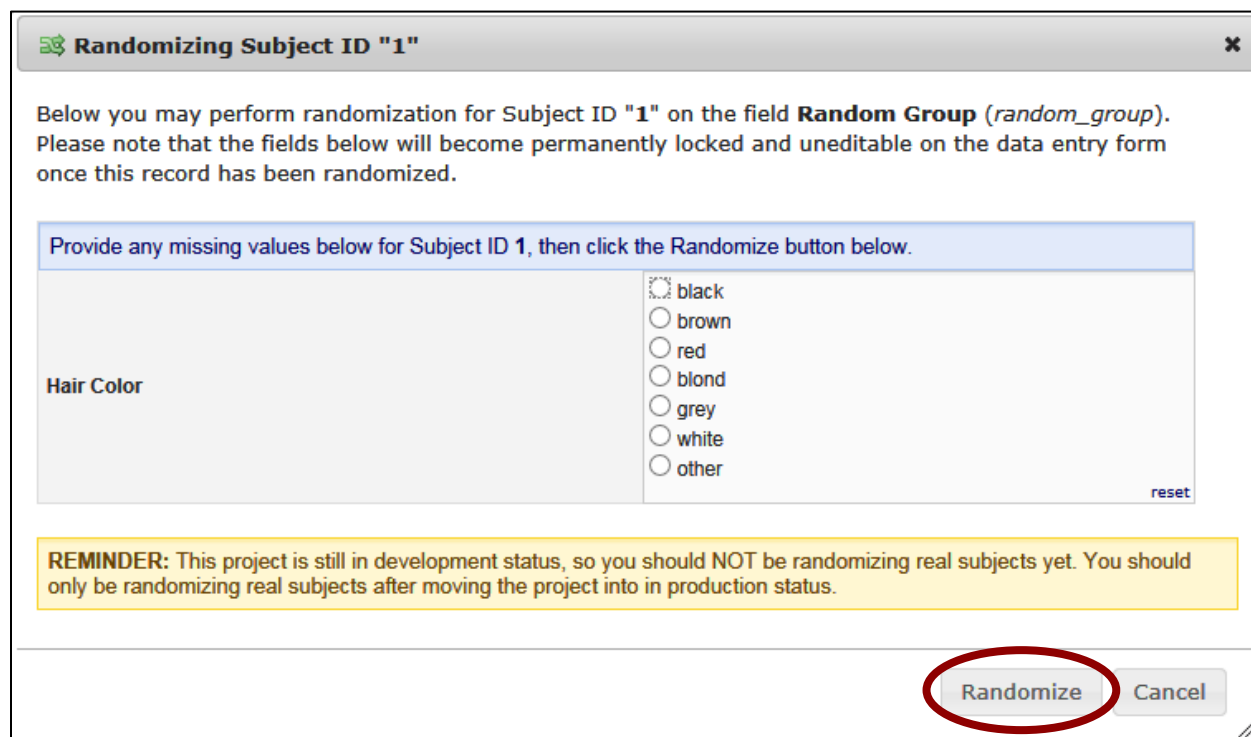 Randomizing Subject ID "1"
Below you may perform randomization for Subject ID "1" on the field Random Group (random_group).
Please note that the fields below will become permanently locked and uneditable on the data entry form
once this record has been randomized.
Provide any missing values below for Subject ID 1, then click the Randomize button below.
Hair Color
black
brown
red
blond
grey
white
other
reset
REMINDER: This project is still in development status, so you should NOT be randomizing real subjects yet. You should
only be randomizing real subjects after moving the project into in production status.
Randomize Cancel